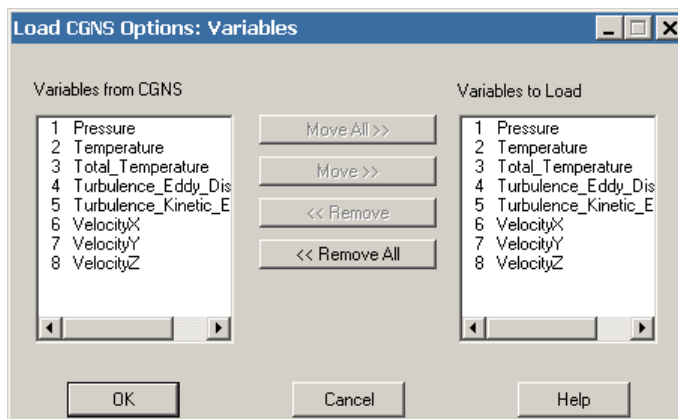 Load CGNS Options: Variables
Variables from CGNS
Variables to Load
1 Pressure
2 Temperature
3 Total_Temperature
4 Turbulence_Eddy_Dis
5 Turbulence_Kinetic_E
6 VelocityX
7 VelocityY
8 VelocityZ
Move All >>
Move >>
<< Remove
<< Remove All
1 Pressure
2 Temperature
3 Total_Temperature
4 Turbulence_Eddy_Dis
5 Turbulence_Kinetic_E
6 VelocityX
7 VelocityY
8 VelocityZ
OK
Cancel
Help